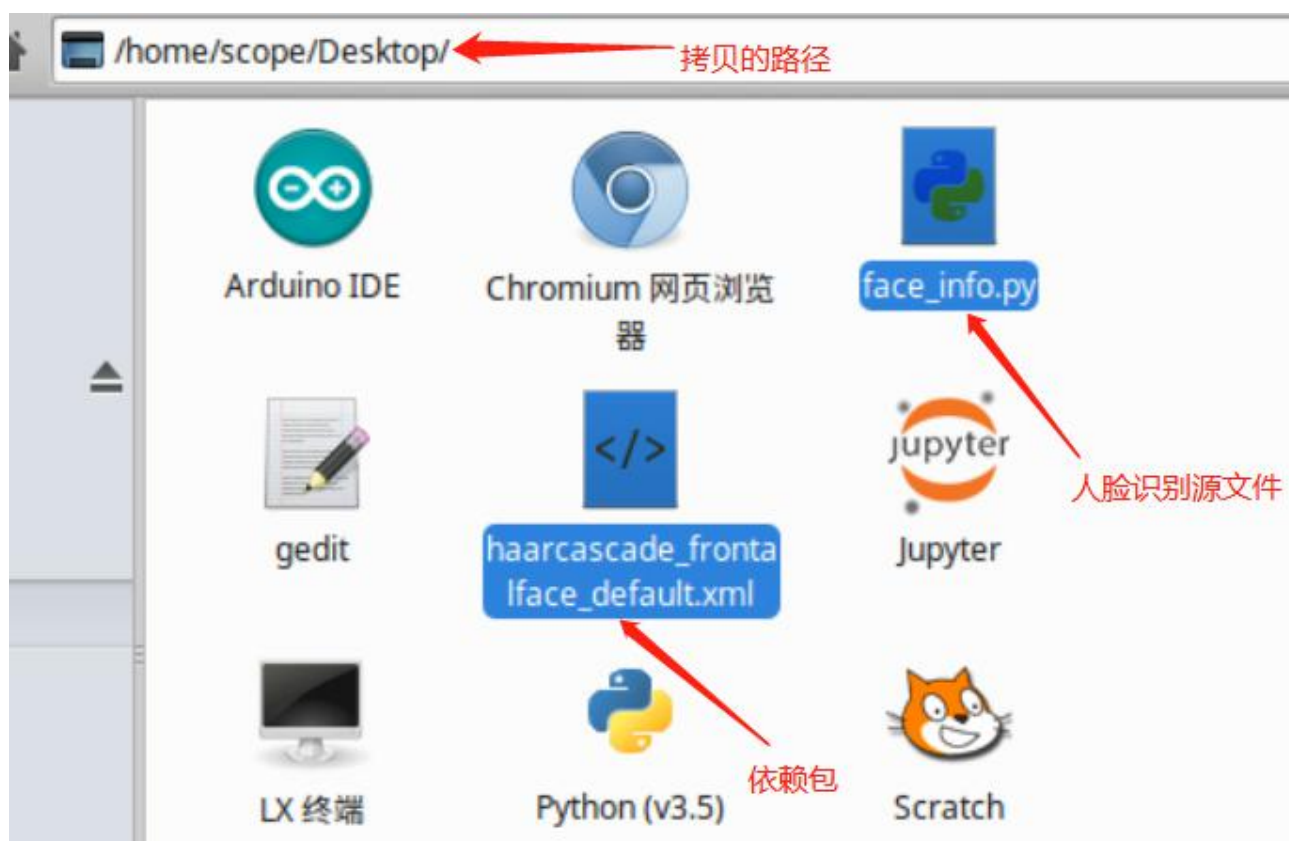 /home/scope/Desktop/
拷贝的路径
Arduino IDE
Chromium 网页浏览
器
face_info.py
人脸识别源文件
gedit
</>
haarcascade_fronta
lface_default.xml
Jupyter
Jupyter
依赖包
LX 终端
Python (v3.5)
Scratch